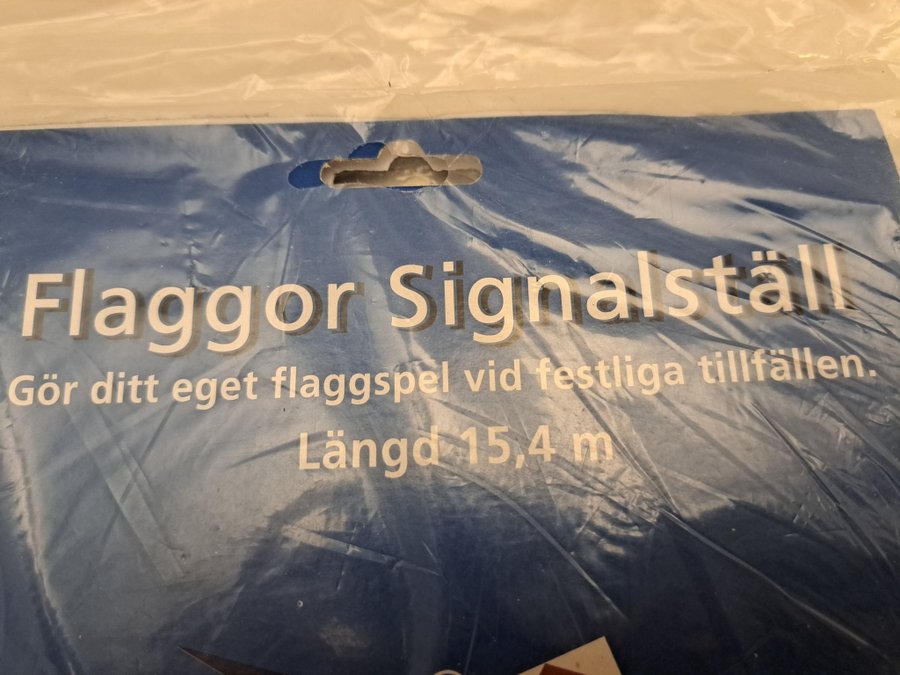 Flaggor Signalställ
Gör ditt eget flaggspel vid festliga tillfällen.
Längd 15,4 m